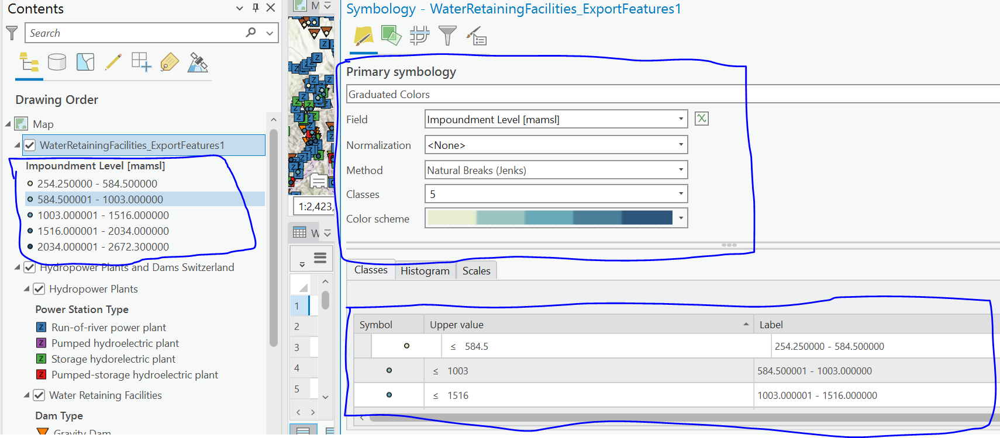 Contents
Search
Drawing Order
Map
WaterRetainingFacilities_ExportFeatures1
Impoundment Level [mamsl]
254.250000 - 584.500000
584.500001 - 1003.000000
1003.000001 - 1516.000000
1516.000001 - 2034.000000
2034.000001 - 2672.300000
Hydropower Plants and Dams Switzerland
Hydropower Plants
Power Station Type
Z Run-of-river power plant
Z Pumped hydroelectric plant
Z Storage hydorelectric plant
Z Pumped-storage hydroelectric plant
Water Retaining Facilities
Dam Type
Gravity Dam
M
1:2,423,
W
1
2
3
4
5
Symbology - WaterRetainingFacilities_ExportFeatures1
Primary symbology
Graduated Colors
Field Impoundment Level [mamsl]
Normalization <None>
Method Natural Breaks (Jenks)
Classes 5
Color scheme
Classes Histogram Scales
Symbol Upper value Label
≤ 584.5 254.250000 - 584.500000
≤ 1003 584.500001 - 1003.000000
≤ 1516 1003.000001 - 1516.000000